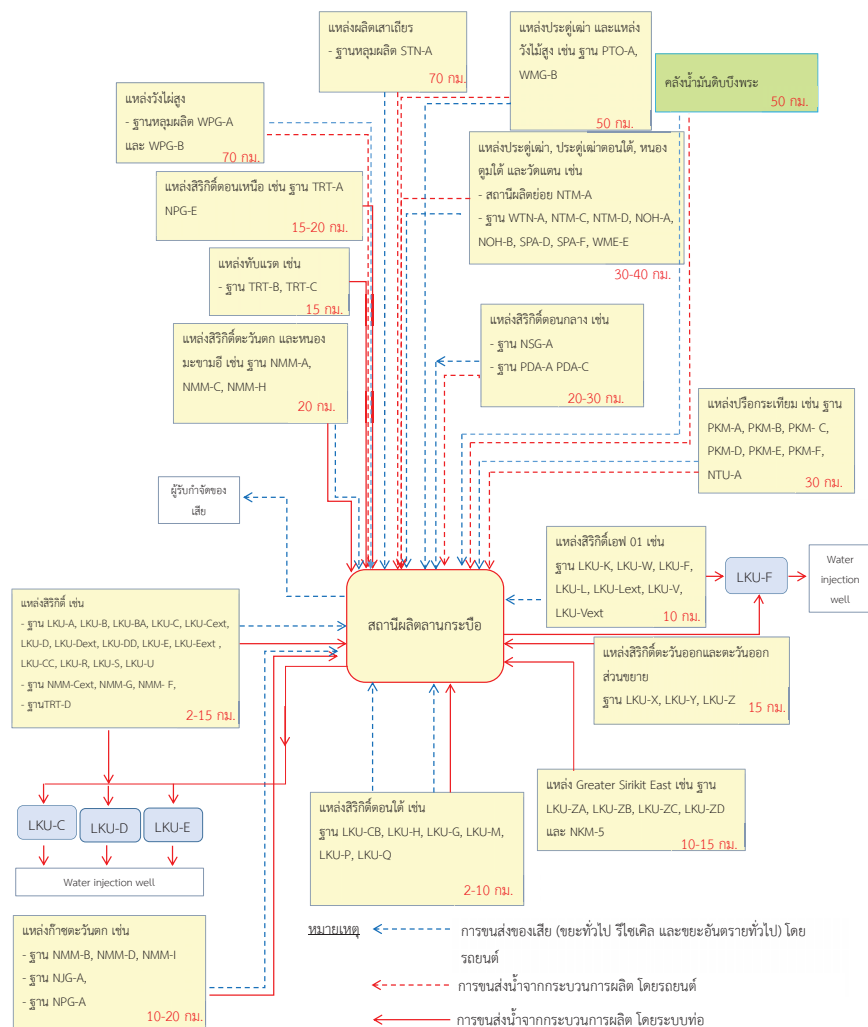 แหล่งผลิตเสาเถียร
- ฐานหลุมผลิต STN-A
70 กม.
แหล่งประดู่เฒ่า และแหล่ง
วังไม้สูง เช่น ฐาน PTO-A,
WMG-B
50 กม.
คลังน้ำมันดิบบึงพระ
50 กม.
แหล่งวังไผ่สูง
- ฐานหลุมผลิต WPG-A
และ WPG-B
70 กม.
แหล่งประดู่เฒ่า, ประดู่เฒ่าตอนใต้, หนอง
ตูมใต้ และวัดแตน เช่น
- สถานีผลิตย่อย NTM-A
- ฐาน WTN-A, NTM-C, NTM-D, NOH-A,
NOH-B, SPA-D, SPA-F, WME-E
30-40 กม.
แหล่งสิริกิติ์ตอนเหนือ เช่น ฐาน TRT-A
NPG-E
15-20 กม.
แหล่งทับแรต เช่น
- ฐาน TRT-B, TRT-C
15 กม.
แหล่งสิริกิติ์ตอนกลาง เช่น
- ฐาน NSG-A
- ฐาน PDA-A PDA-C
20-30 กม.
แหล่งสิริกิติ์ตะวันตก และหนอง
มะขามอี เช่น ฐาน NMM-A,
NMM-C, NMM-H
20 กม.
แหล่งปรือกระเทียม เช่น ฐาน
PKM-A, PKM-B, PKM- C,
PKM-D, PKM-E, PKM-F,
NTU-A
30 กม.
ผู้รับกำจัดของ
เสีย
แหล่งสิริกิติ์เอฟ 01 เช่น
ฐาน LKU-K, LKU-W, LKU-F,
LKU-L, LKU-Lext, LKU-V,
LKU-Vext
10 กม.
LKU-F
Water
injection
well
แหล่งสิริกิติ์ เช่น
- ฐาน LKU-A, LKU-B, LKU-BA, LKU-C, LKU-Cext,
LKU-D, LKU-Dext, LKU-DD, LKU-E, LKU-Eext ,
LKU-CC, LKU-R, LKU-S, LKU-U
- ฐาน NMM-Cext, NMM-G, NMM- F,
- ฐานTRT-D
2-15 กม.
สถานีผลิตลานกระบือ
แหล่งสิริกิติ์ตะวันออกและตะวันออก
ส่วนขยาย
ฐาน LKU-X, LKU-Y, LKU-Z
15 กม.
LKU-C
LKU-D
LKU-E
Water injection well
แหล่งสิริกิติ์ตอนใต้ เช่น
ฐาน LKU-CB, LKU-H, LKU-G, LKU-M,
LKU-P, LKU-Q
2-10 กม.
แหล่ง Greater Sirikit East เช่น ฐาน
LKU-ZA, LKU-ZB, LKU-ZC, LKU-ZD
และ NKM-5
10-15 กม.
แหล่งก๊าซตะวันตก เช่น
- ฐาน NMM-B, NMM-D, NMM-I
- ฐาน NJG-A,
- ฐาน NPG-A
10-20 กม.
หมายเหตุ
การขนส่งของเสีย (ขยะทั่วไป รีไซเคิล และขยะอันตรายทั่วไป) โดย
รถยนต์
การขนส่งน้ำจากกระบวนการผลิต โดยรถยนต์
การขนส่งน้ำจากกระบวนการผลิต โดยระบบท่อ